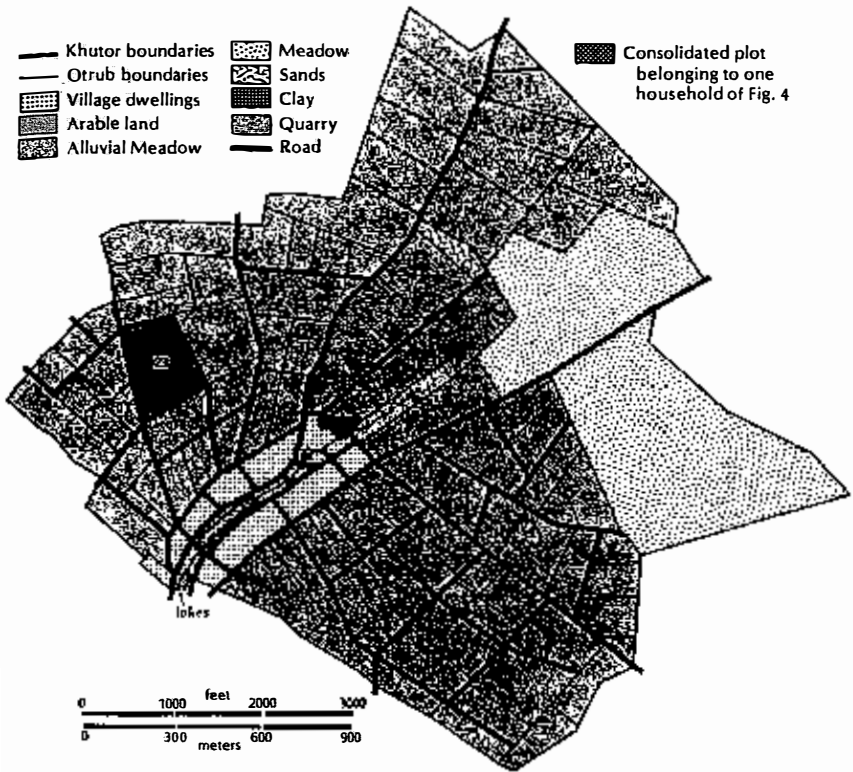 Khutor boundaries
Otrub boundaries
Village dwellings
Arable land
Alluvial Meadow
Meadow
Sands
Clay
Quarry
Road
Consolidated plot
belonging to one
household of Fig. 4
23
lakes
feet
0 1000 2000 3000
0 300 600 900
meters